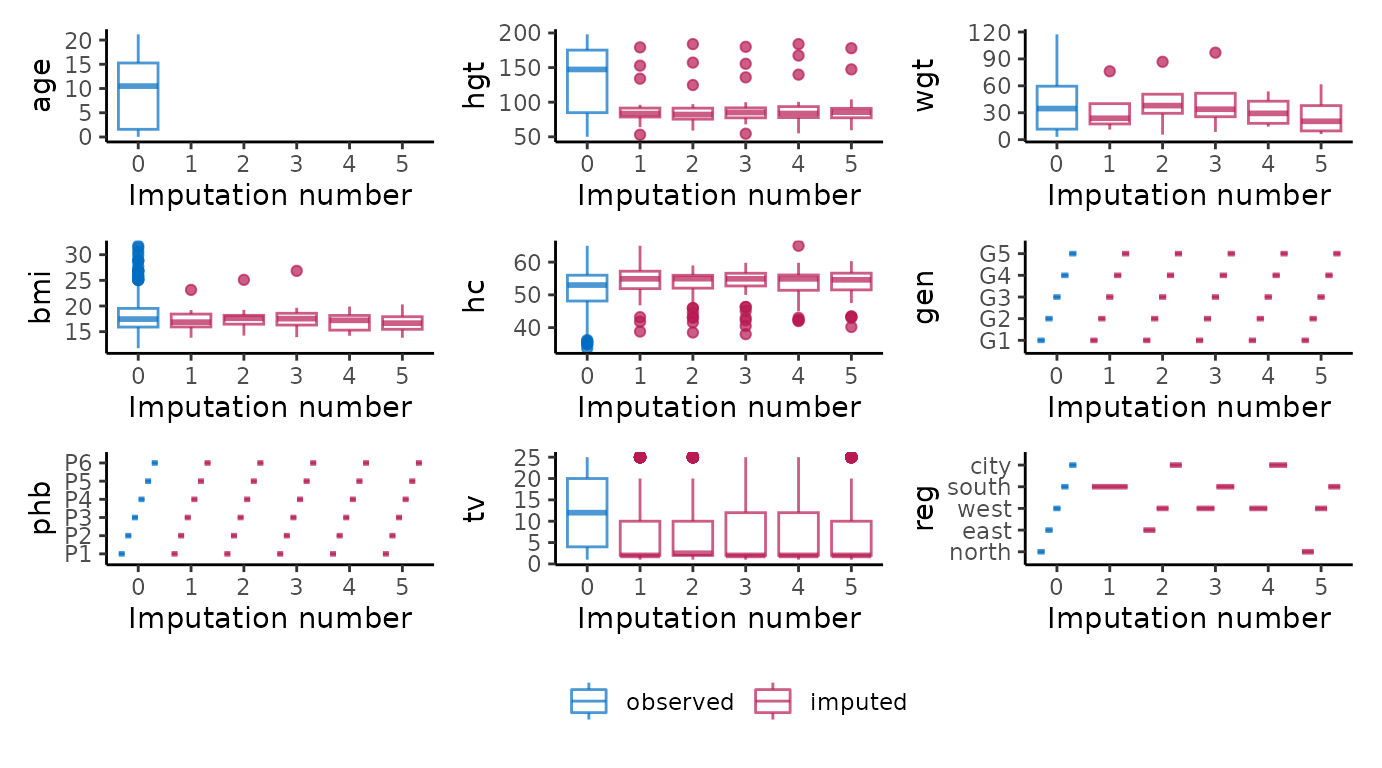 age
20
15
10
5
0
0 1 2 3 4 5
Imputation number
hgt
200
150
100
50
0 1 2 3 4 5
Imputation number
wgt
120
90
60
30
0
0 1 2 3 4 5
Imputation number
bmi
30
25
20
15
0 1 2 3 4 5
Imputation number
hc
60
50
40
0 1 2 3 4 5
Imputation number
gen
G5
G4
G3
G2
G1
0 1 2 3 4 5
Imputation number
phb
P6
P5
P4
P3
P2
P1
0 1 2 3 4 5
Imputation number
tv
25
20
15
10
5
0
0 1 2 3 4 5
Imputation number
reg
city
south
west
east
north
0 1 2 3 4 5
Imputation number
observed imputed